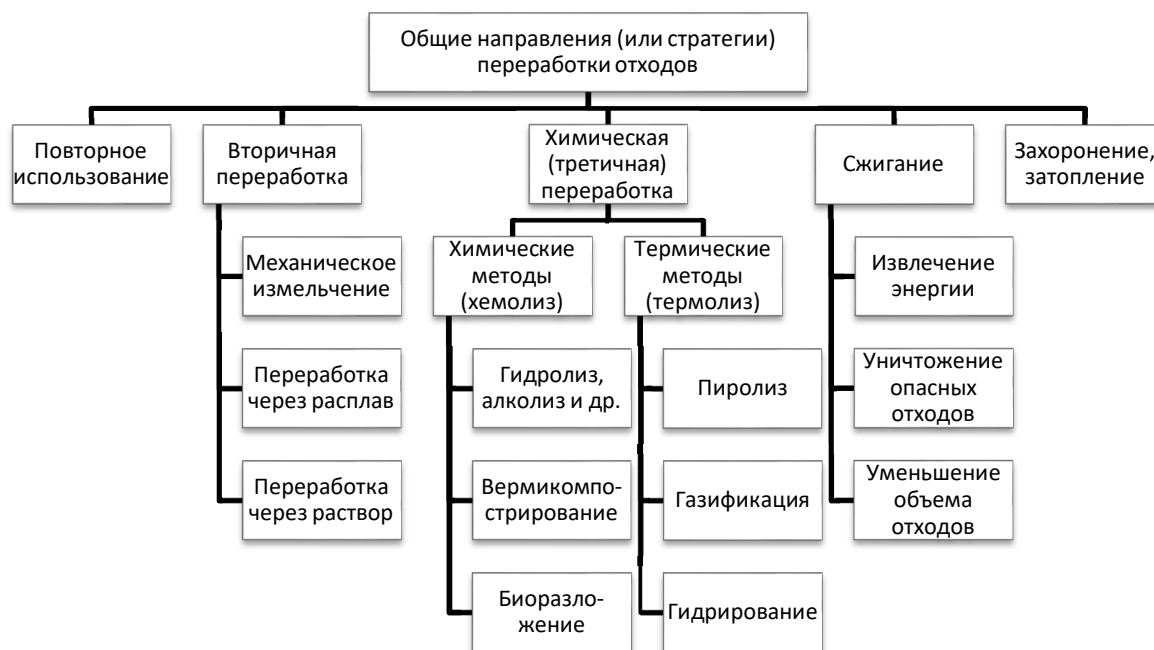 Общие направления (или стратегии)
переработки отходов
Повторное
использование
Вторичная
переработка
Химическая
(третичная)
переработка
Сжигание
Захоронение,
затопление
Механическое
измельчение
Переработка
через расплав
Переработка
через раствор
Химические
методы
(хемолиз)
Термические
методы
(термолиз)
Гидролиз,
алколиз и др.
Вермикомпо-
стрирование
Биоразло-
жение
Пиролиз
Газификация
Гидрирование
Извлечение
энергии
Уничтожение
опасных
отходов
Уменьшение
объема
отходов